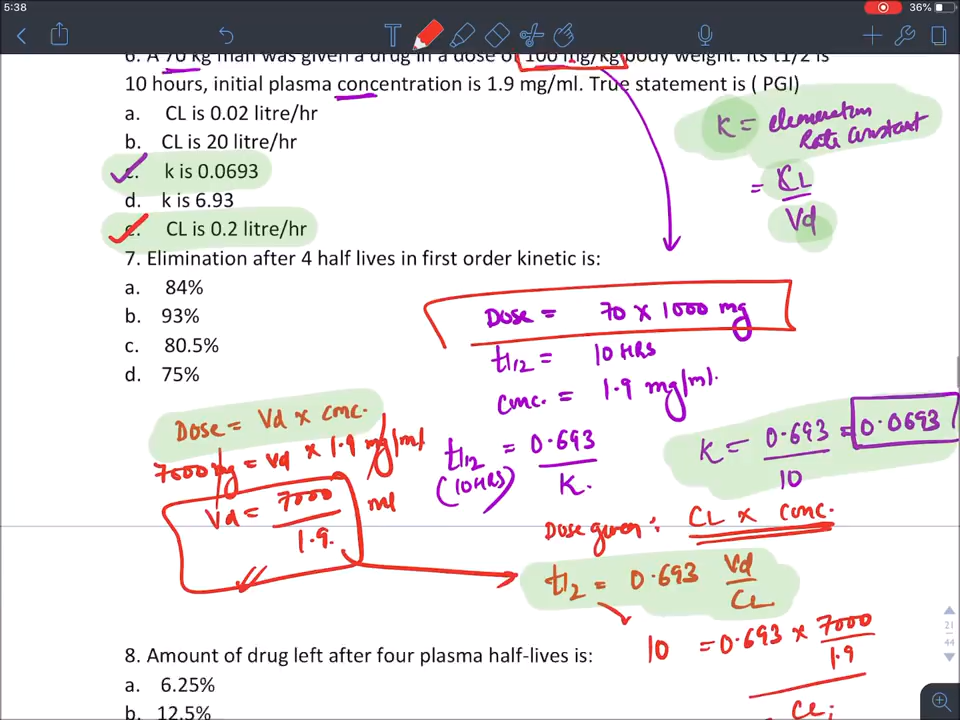 5:38
36%
6. A 70 kg man was given a drug in a dose of 100 mg/kg body weight. Its t1/2 is
10 hours, initial plasma concentration is 1.9 mg/ml. True statement is ( PGI)
a. CL is 0.02 litre/hr
b. CL is 20 litre/hr
c. k is 0.0693
d. k is 6.93
e. CL is 0.2 litre/hr
K = elimination
Rate constant
= CL
Vd
7. Elimination after 4 half lives in first order kinetic is:
a. 84%
b. 93%
c. 80.5%
d. 75%
Dose = 70 x 1000 mg
t1/2 = 10 HRS
conc. = 1.9 mg/ml.
Dose = Vd x conc.
7000 mg = Vd x 1.9 mg/ml
Vd = 7000 ml
1.9.
t1/2 = 0.693
(10HRS) K.
K = 0.693 = 0.0693
10
Dose given: CL x conc.
t1/2 = 0.693 Vd
CL
10 = 0.693 x 7000
1.9
CL;
8. Amount of drug left after four plasma half-lives is:
a. 6.25%
b. 12.5%
21
44